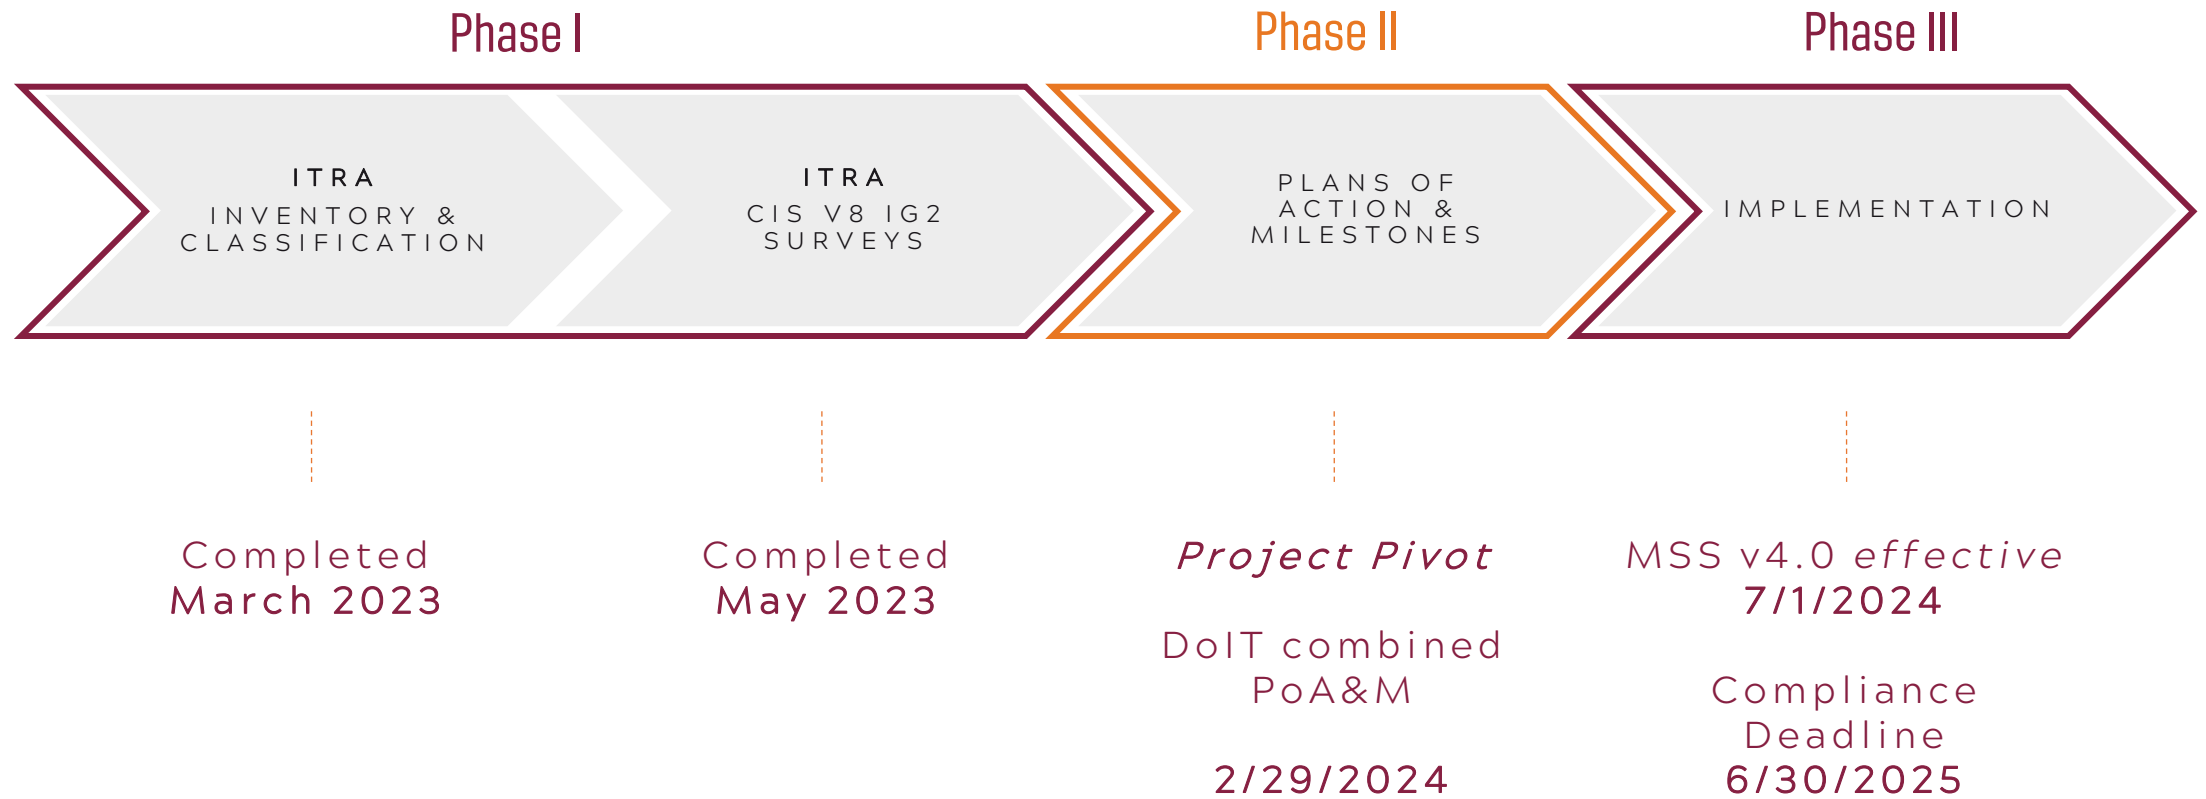 Phase I
Phase II
Phase III
ITRA
INVENTORY &
CLASSIFICATION
ITRA
CIS V8 IG2
SURVEYS
PLANS OF
ACTION &
MILESTONES
IMPLEMENTATION
Completed
March 2023
Completed
May 2023
Project Pivot
DoIT combined
PoA&M
2/29/2024
MSS v4.0 effective
7/1/2024
Compliance
Deadline
6/30/2025